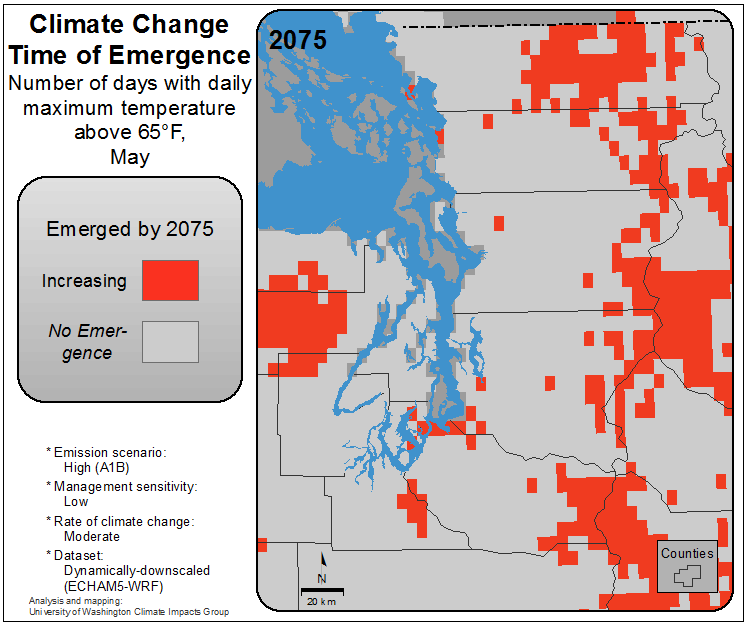 Climate Change
Time of Emergence
Number of days with daily
maximum temperature
above 65°F,
May
Emerged by 2075
Increasing
No Emer-
gence
* Emission scenario:
High (A1B)
* Management sensitivity:
Low
* Rate of climate change:
Moderate
* Dataset:
Dynamically-downscaled
(ECHAM5-WRF)
Analysis and mapping:
University of Washington Climate Impacts Group
2075
N
20 km
Counties